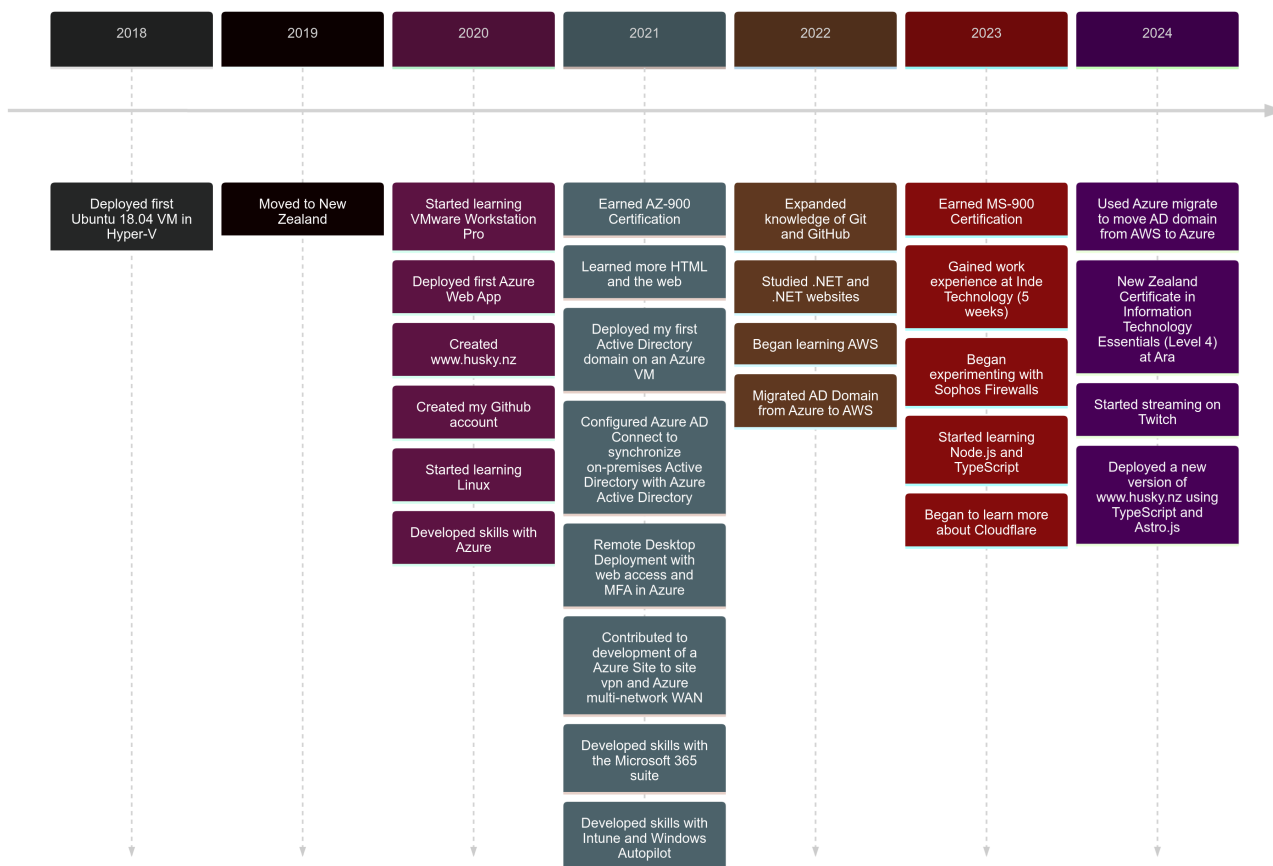 2018
2019
2020
2021
2022
2023
2024
Deployed first
Ubuntu 18.04 VM in
Hyper-V
Moved to New
Zealand
Started learning
VMware Workstation
Pro
Deployed first Azure
Web App
Created
www.husky.nz
Created my Github
account
Started learning
Linux
Developed skills with
Azure
Earned AZ-900
Certification
Learned more HTML
and the web
Deployed my first
Active Directory
domain on an Azure
VM
Configured Azure AD
Connect to
synchronize
on-premises Active
Directory with Azure
Active Directory
Remote Desktop
Deployment with
web access and
MFA in Azure
Contributed to
development of a
Azure Site to site
vpn and Azure
multi-network WAN
Developed skills with
the Microsoft 365
suite
Developed skills with
Intune and Windows
Autopilot
Expanded
knowledge of Git
and GitHub
Studied .NET and
.NET websites
Began learning AWS
Migrated AD Domain
from Azure to AWS
Earned MS-900
Certification
Gained work
experience at Inde
Technology (5
weeks)
Began
experimenting with
Sophos Firewalls
Started learning
Node.js and
TypeScript
Began to learn more
about Cloudflare
Used Azure migrate
to move AD domain
from AWS to Azure
New Zealand
Certificate in
Information
Technology
Essentials (Level 4)
at Ara
Started streaming on
Twitch
Deployed a new
version of
www.husky.nz using
TypeScript and
Astro.js